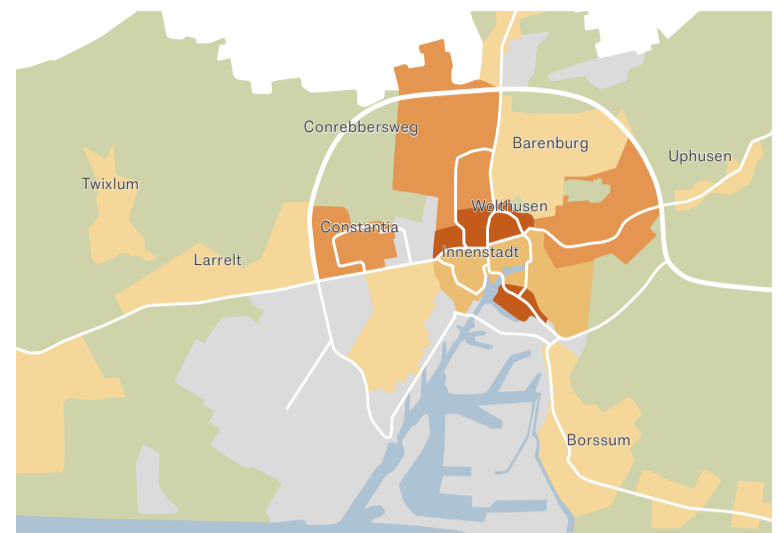 Conrebbersweg
Barenburg
Uphusen
Twixlum
Wolthusen
Constantia
Innenstadt
Larrelt
Borssum